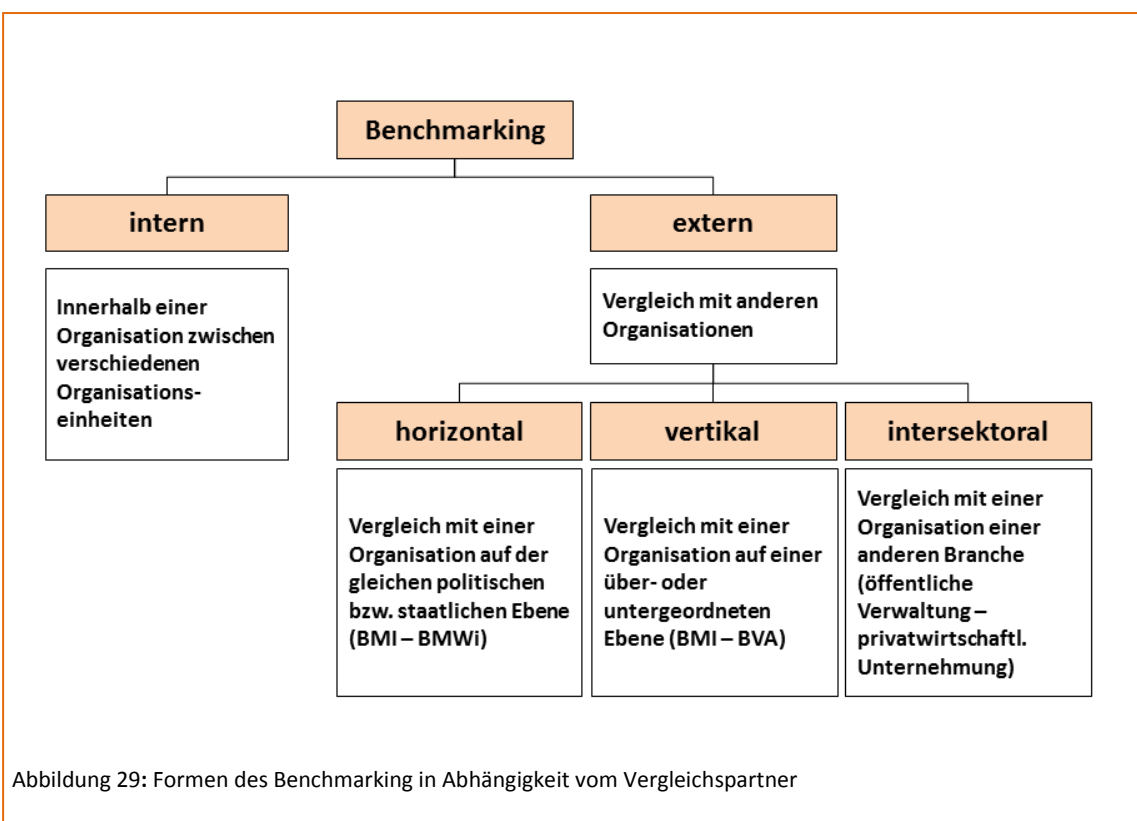 Benchmarking
intern
extern
Innerhalb einer
Organisation zwischen
verschiedenen
Organisations-
einheiten
Vergleich mit anderen
Organisationen
horizontal
vertikal
intersektoral
Vergleich mit einer
Organisation auf der
gleichen politischen
bzw. staatlichen Ebene
(BMI – BMWi)
Vergleich mit einer
Organisation auf einer
über- oder
untergeordneten
Ebene (BMI – BVA)
Vergleich mit einer
Organisation einer
anderen Branche
(öffentliche
Verwaltung –
privatwirtschaftl.
Unternehmung)
Abbildung 29: Formen des Benchmarking in Abhängigkeit vom Vergleichspartner